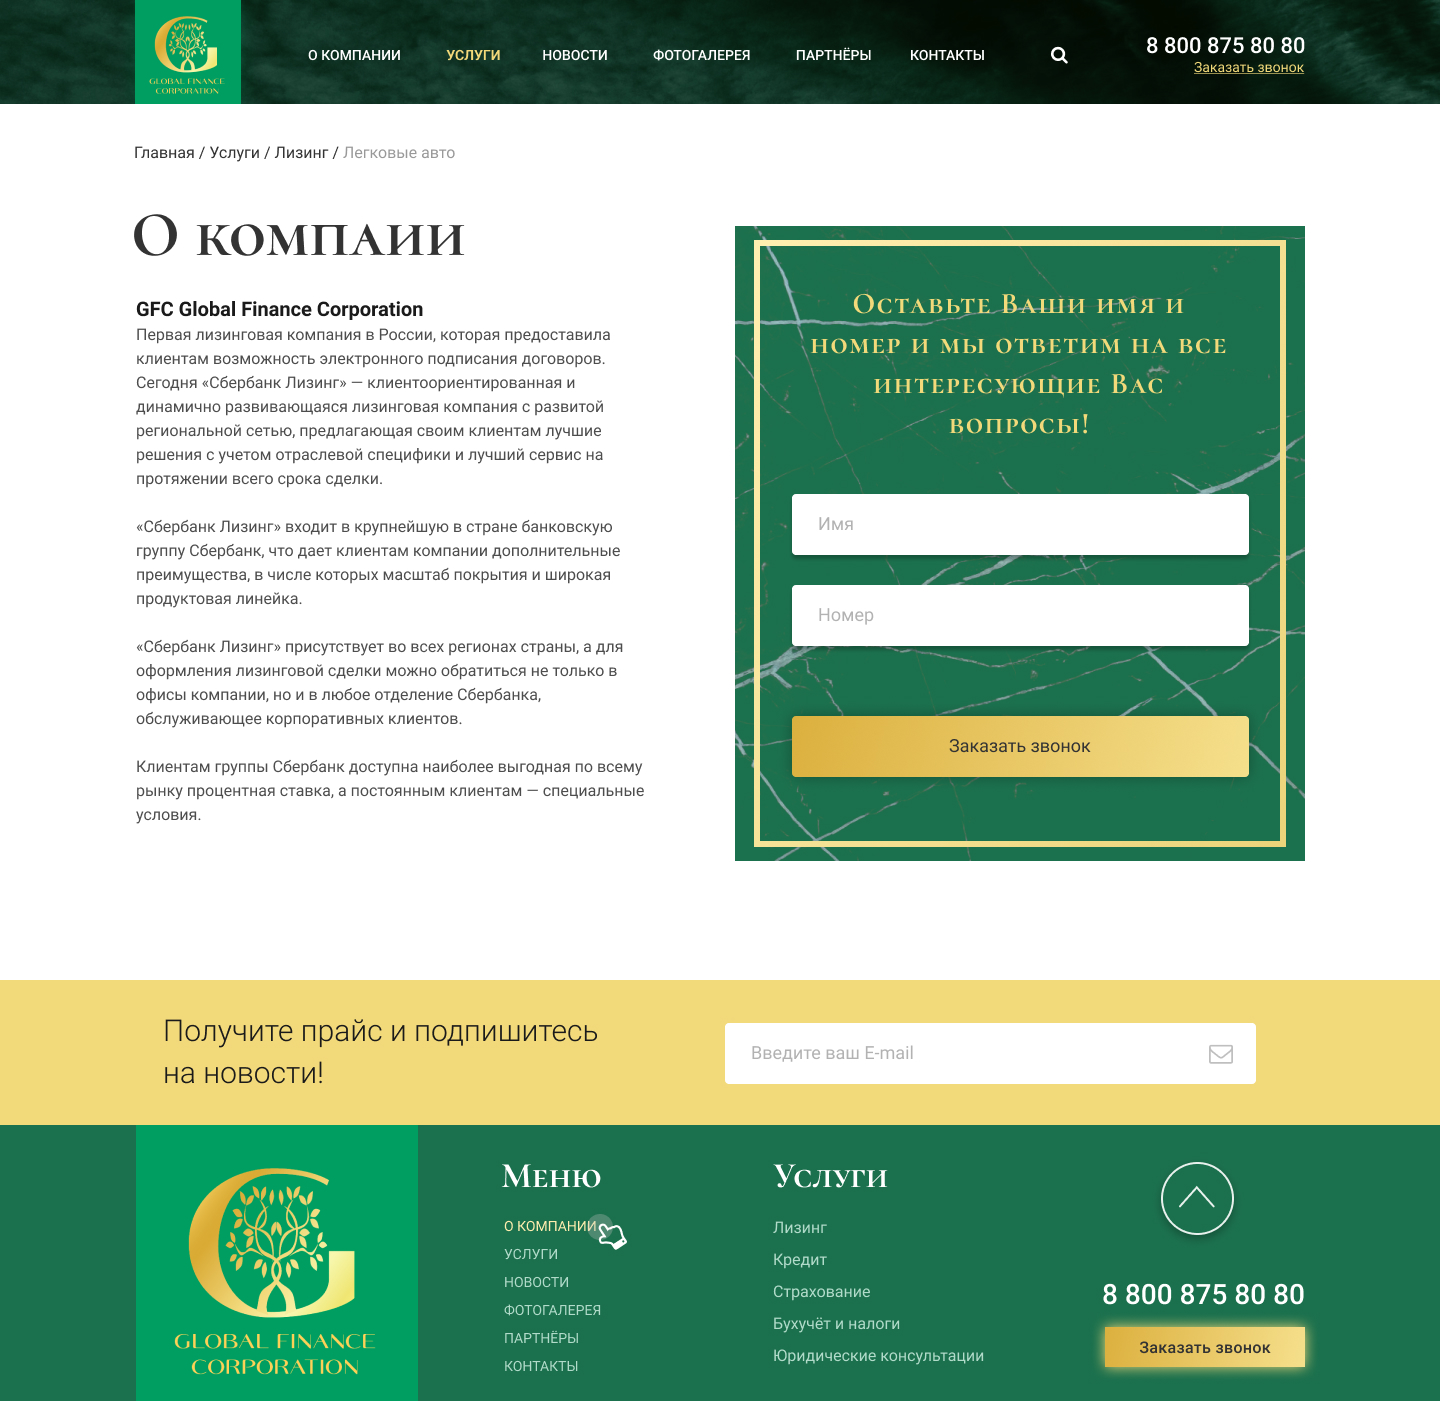 GLOBAL FINANCE
CORPORATION
О КОМПАНИИ
УСЛУГИ
НОВОСТИ
ФОТОГАЛЕРЕЯ
ПАРТНЁРЫ
КОНТАКТЫ
8 800 875 80 80
Заказать звонок
Главная / Услуги / Лизинг / Легковые авто
О компаии
GFC Global Finance Corporation
Первая лизинговая компания в России, которая предоставила
клиентам возможность электронного подписания договоров.
Сегодня «Сбербанк Лизинг» — клиентоориентированная и
динамично развивающаяся лизинговая компания с развитой
региональной сетью, предлагающая своим клиентам лучшие
решения с учетом отраслевой специфики и лучший сервис на
протяжении всего срока сделки.
«Сбербанк Лизинг» входит в крупнейшую в стране банковскую
группу Сбербанк, что дает клиентам компании дополнительные
преимущества, в числе которых масштаб покрытия и широкая
продуктовая линейка.
«Сбербанк Лизинг» присутствует во всех регионах страны, а для
оформления лизинговой сделки можно обратиться не только в
офисы компании, но и в любое отделение Сбербанка,
обслуживающее корпоративных клиентов.
Клиентам группы Сбербанк доступна наиболее выгодная по всему
рынку процентная ставка, а постоянным клиентам — специальные
условия.
Оставьте Ваши имя и
номер и мы ответим на все
интересующие Вас
вопросы!
Имя
Номер
Заказать звонок
Получите прайс и подпишитесь
на новости!
Введите ваш E-mail
GLOBAL FINANCE
CORPORATION
Меню
О КОМПАНИИ
УСЛУГИ
НОВОСТИ
ФОТОГАЛЕРЕЯ
ПАРТНЁРЫ
КОНТАКТЫ
Услуги
Лизинг
Кредит
Страхование
Бухучёт и налоги
Юридические консультации
8 800 875 80 80
Заказать звонок